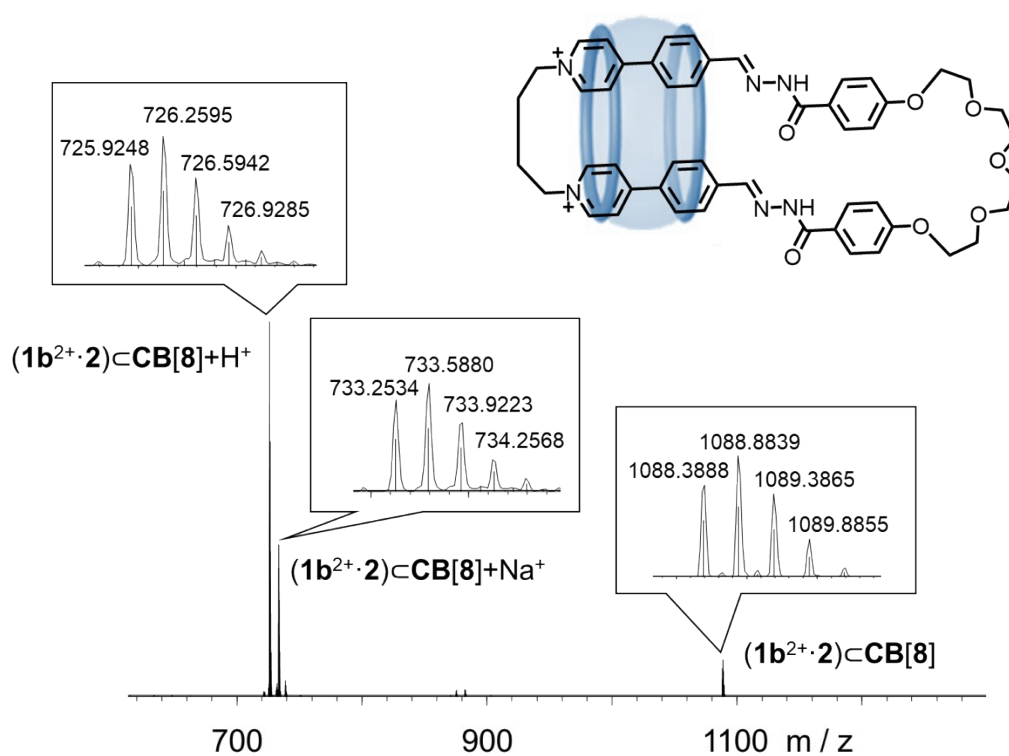 +
N
N
NH
O
O
O
O
+
N
N
NH
O
O
O
726.2595
725.9248
726.5942
726.9285
(1b²⁺·2)⊂CB[8]+H⁺
733.5880
733.2534
733.9223
734.2568
(1b²⁺·2)⊂CB[8]+Na⁺
1088.8839
1088.3888
1089.3865
1089.8855
(1b²⁺·2)⊂CB[8]
700 900 1100 m / z